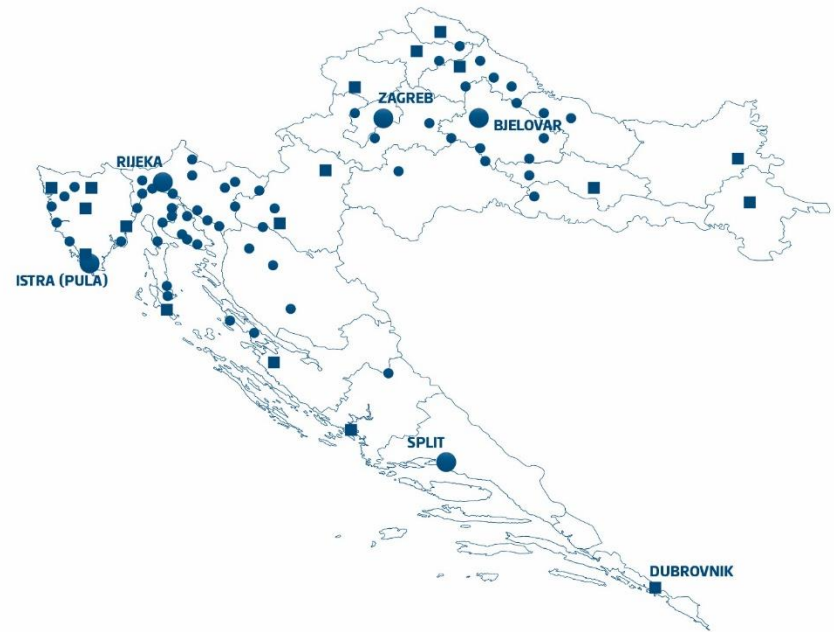 ZAGREB
BJELOVAR
RIJEKA
ISTRA (PULA)
SPLIT
DUBROVNIK